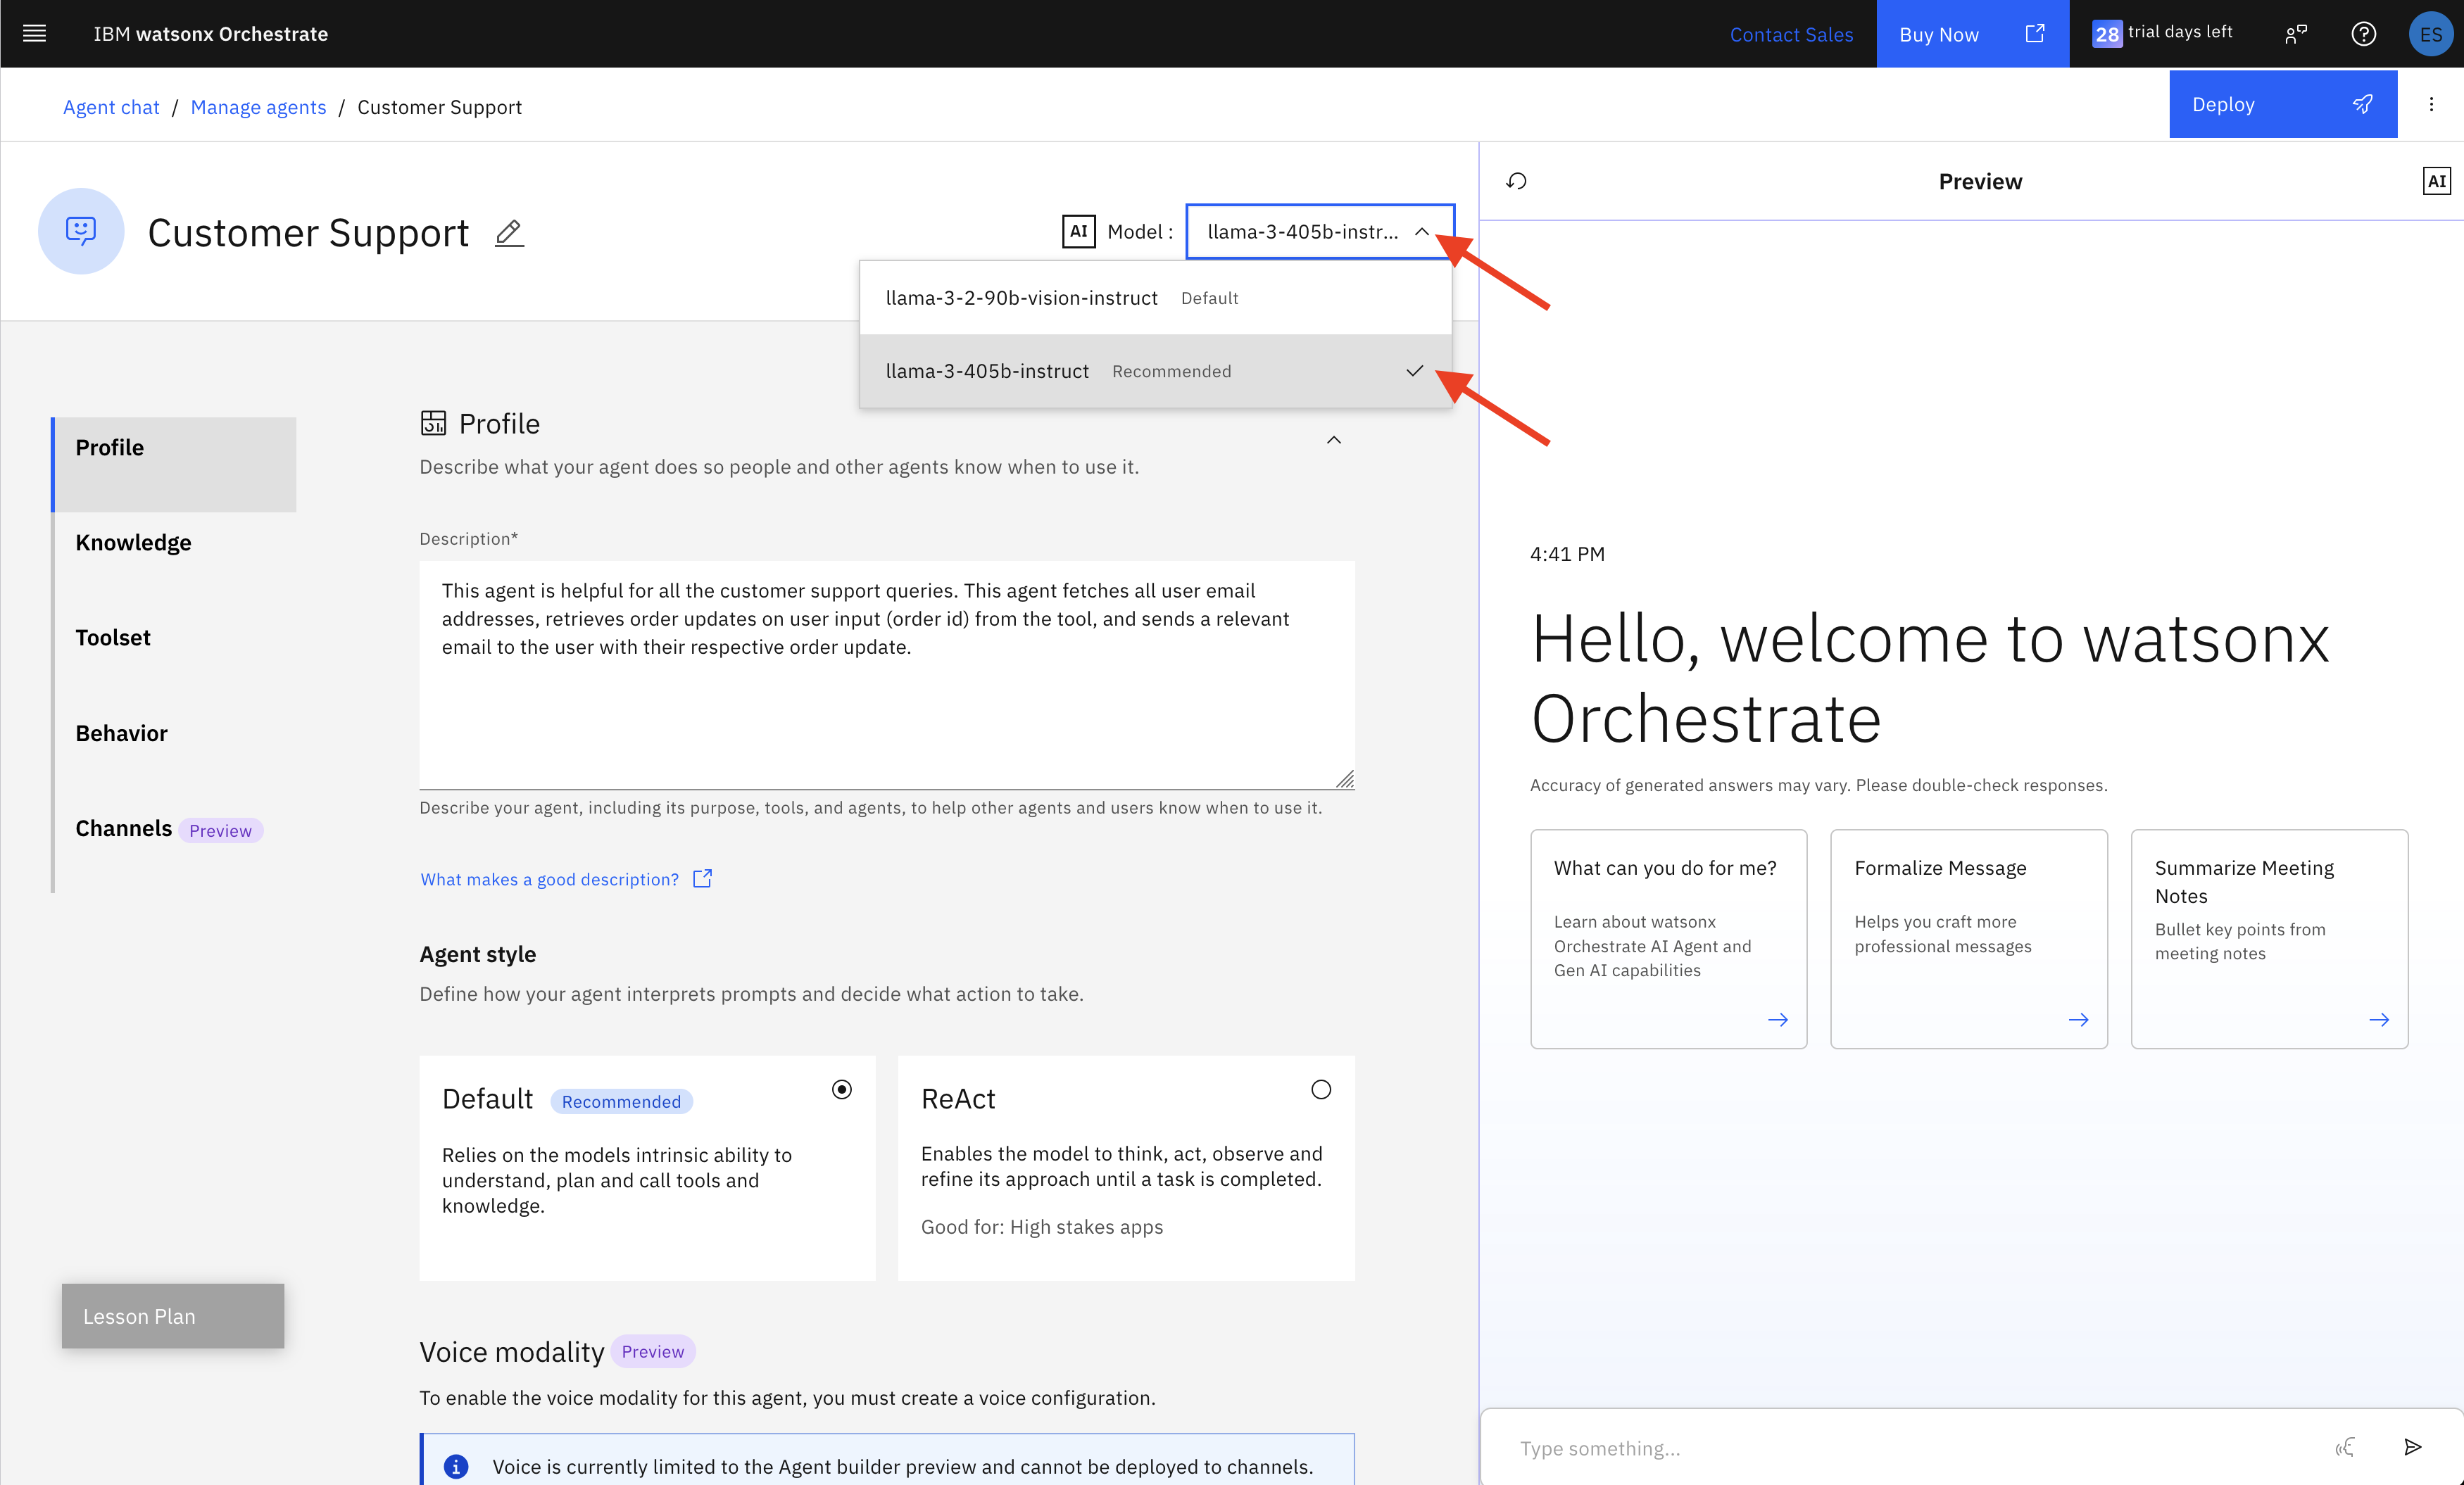 IBM watsonx Orchestrate
Contact Sales
Buy Now
28 trial days left
ES
Agent chat / Manage agents / Customer Support
Deploy
Customer Support
AI Model :
llama-3-405b-instr...
llama-3-2-90b-vision-instruct Default
llama-3-405b-instruct Recommended
Profile
Knowledge
Toolset
Behavior
Channels Preview
Lesson Plan
Profile
Describe what your agent does so people and other agents know when to use it.
Description*
This agent is helpful for all the customer support queries. This agent fetches all user email
addresses, retrieves order updates on user input (order id) from the tool, and sends a relevant
email to the user with their respective order update.
Describe your agent, including its purpose, tools, and agents, to help other agents and users know when to use it.
What makes a good description?
Agent style
Define how your agent interprets prompts and decide what action to take.
Default Recommended
Relies on the models intrinsic ability to
understand, plan and call tools and
knowledge.
ReAct
Enables the model to think, act, observe and
refine its approach until a task is completed.
Good for: High stakes apps
Voice modality Preview
To enable the voice modality for this agent, you must create a voice configuration.
Voice is currently limited to the Agent builder preview and cannot be deployed to channels.
Preview
AI
4:41 PM
Hello, welcome to watsonx
Orchestrate
Accuracy of generated answers may vary. Please double-check responses.
What can you do for me?
Learn about watsonx
Orchestrate AI Agent and
Gen AI capabilities
Formalize Message
Helps you craft more
professional messages
Summarize Meeting
Notes
Bullet key points from
meeting notes
Type something...